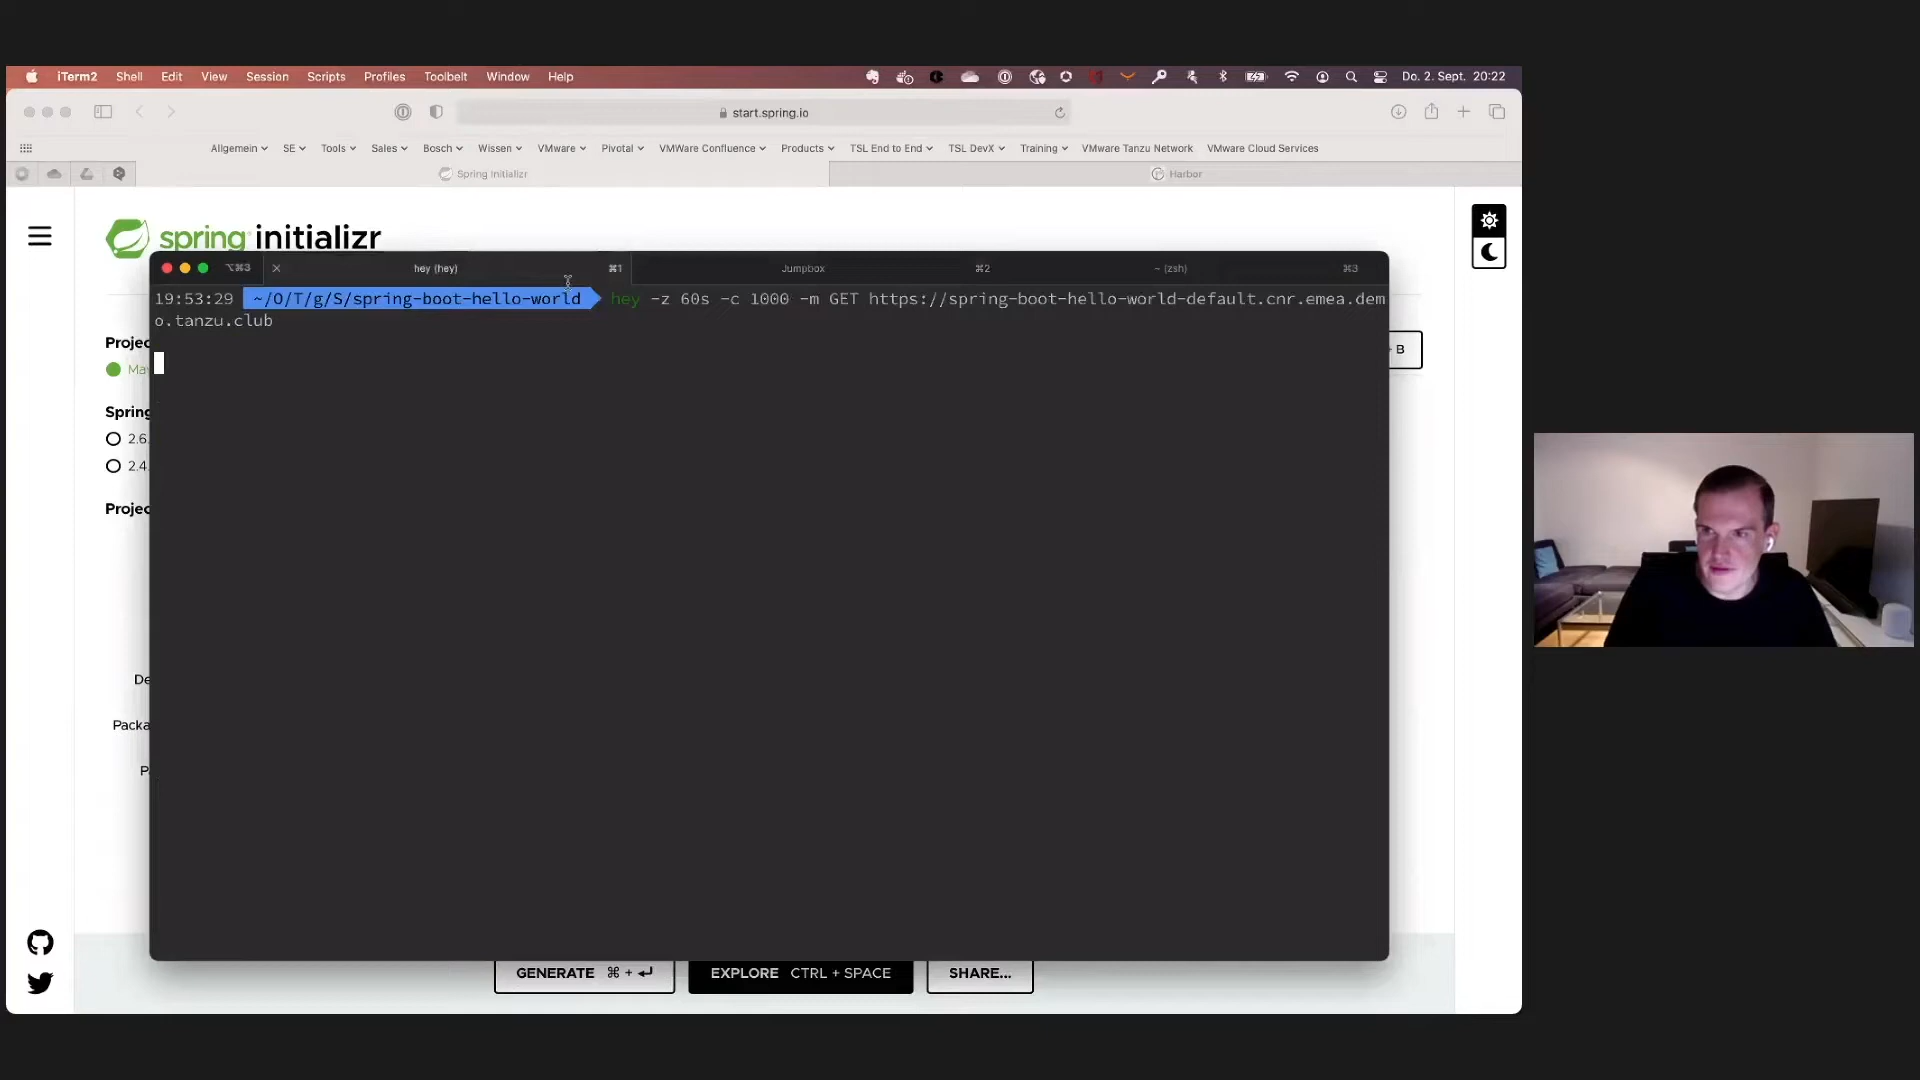 iTerm2 Shell Edit View Session Scripts Profiles Toolbelt Window Help Do. 2. Sept. 20:22
start.spring.io
Allgemein SE Tools Sales Bosch Wissen VMware Pivotal VMWare Confluence Products TSL End to End TSL DevX Training VMware Tanzu Network VMware Cloud Services
Spring Initializr Harbor
spring initializr
⌥⌘3 hey (hey) ⌘1 Jumpbox ⌘2 ~ (zsh) ⌘3
19:53:29 ~/O/T/g/S/spring-boot-hello-world hey -z 60s -c 1000 -m GET https://spring-boot-hello-world-default.cnr.emea.dem
o.tanzu.club
Projec
B
Ma
Spring
2.6.
2.4.
Projec
De
Packa
P
GENERATE ⌘ + ↵ EXPLORE CTRL + SPACE SHARE...